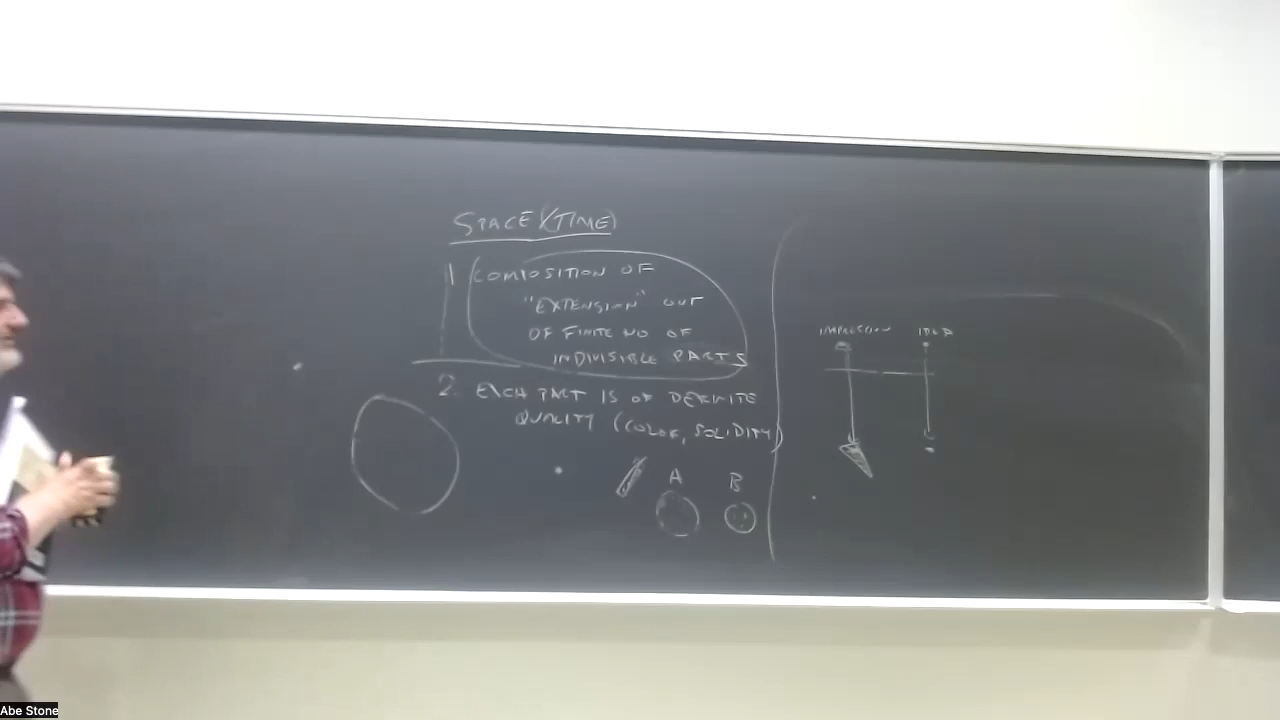 SPACE (TIME)
1 COMPOSITION OF
"EXTENSION" OUT
OF FINITE NO OF
INDIVISIBLE PARTS
2. EACH PART IS OF DEFINITE
QUALITY (COLOR, SOLIDITY)
A B
IMPRESSION IDEA
Abe Stone